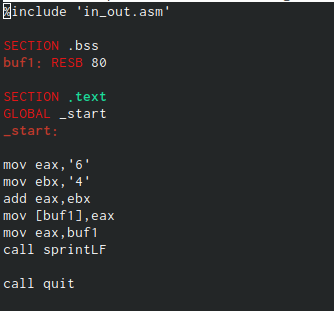 %include 'in_out.asm'
SECTION .bss
buf1: RESB 80
SECTION .text
GLOBAL _start
_start:
mov eax,'6'
mov ebx,'4'
add eax,ebx
mov [buf1],eax
mov eax,buf1
call sprintLF
call quit